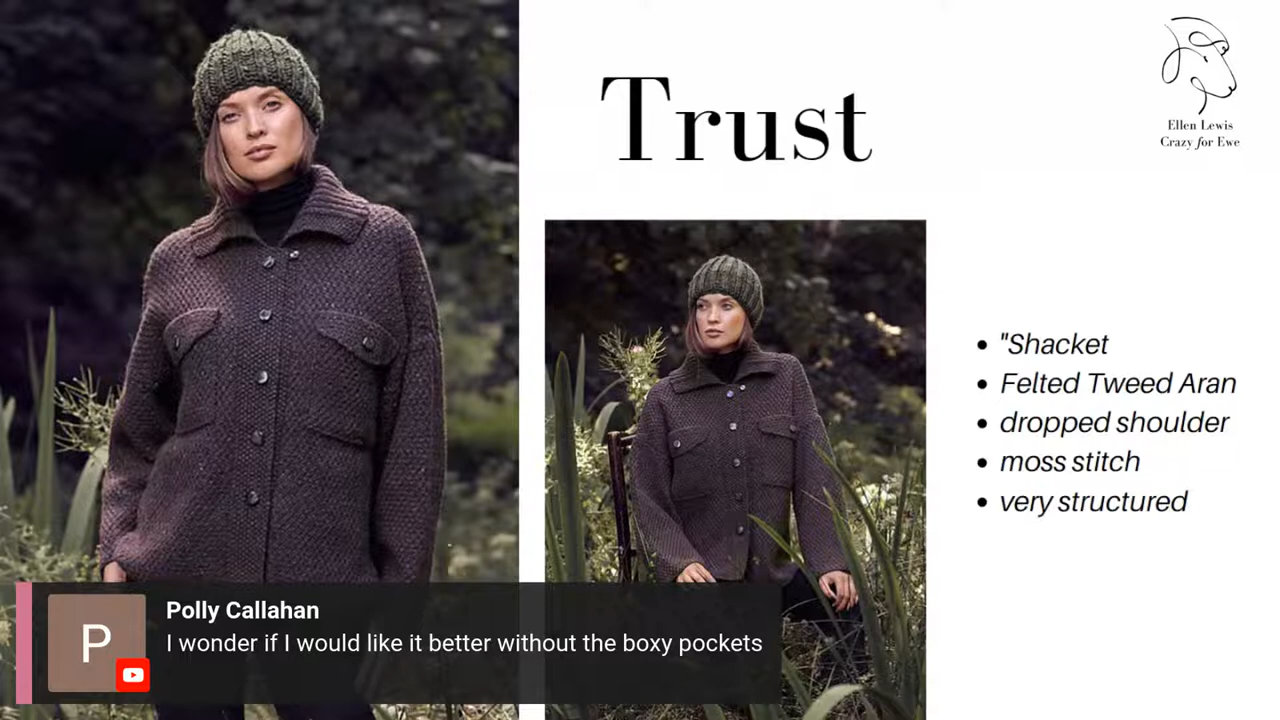 Trust
Ellen Lewis
Crazy for Ewe
"Shacket
Felted Tweed Aran
dropped shoulder
moss stitch
very structured
P
Polly Callahan
I wonder if I would like it better without the boxy pockets